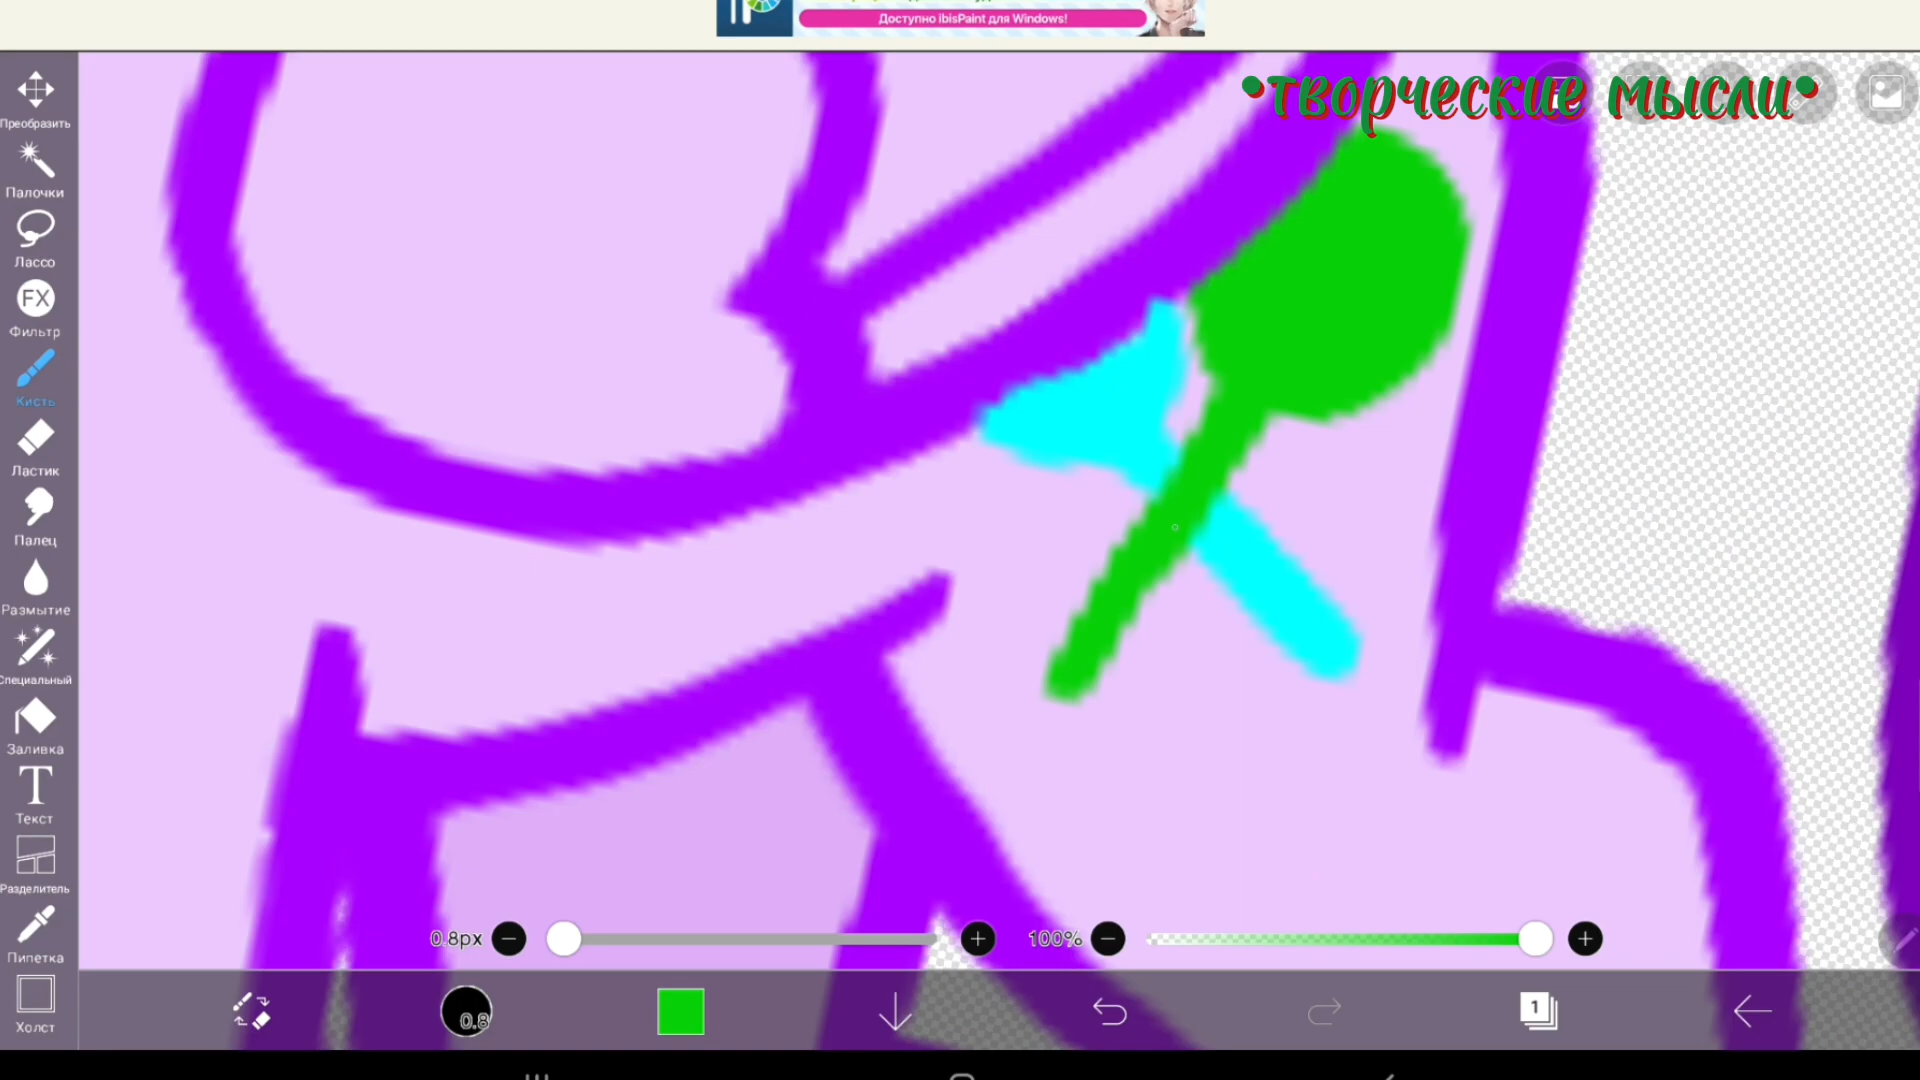 Доступно ibisPaint для Windows!
•творческие мысли•
Преобразить
Палочки
Лассо
FX
Фильтр
Кисть
Ластик
Палец
Размытие
Специальный
Заливка
T
Текст
Разделитель
Пипетка
Холст
0.8px
100%
0.8
1